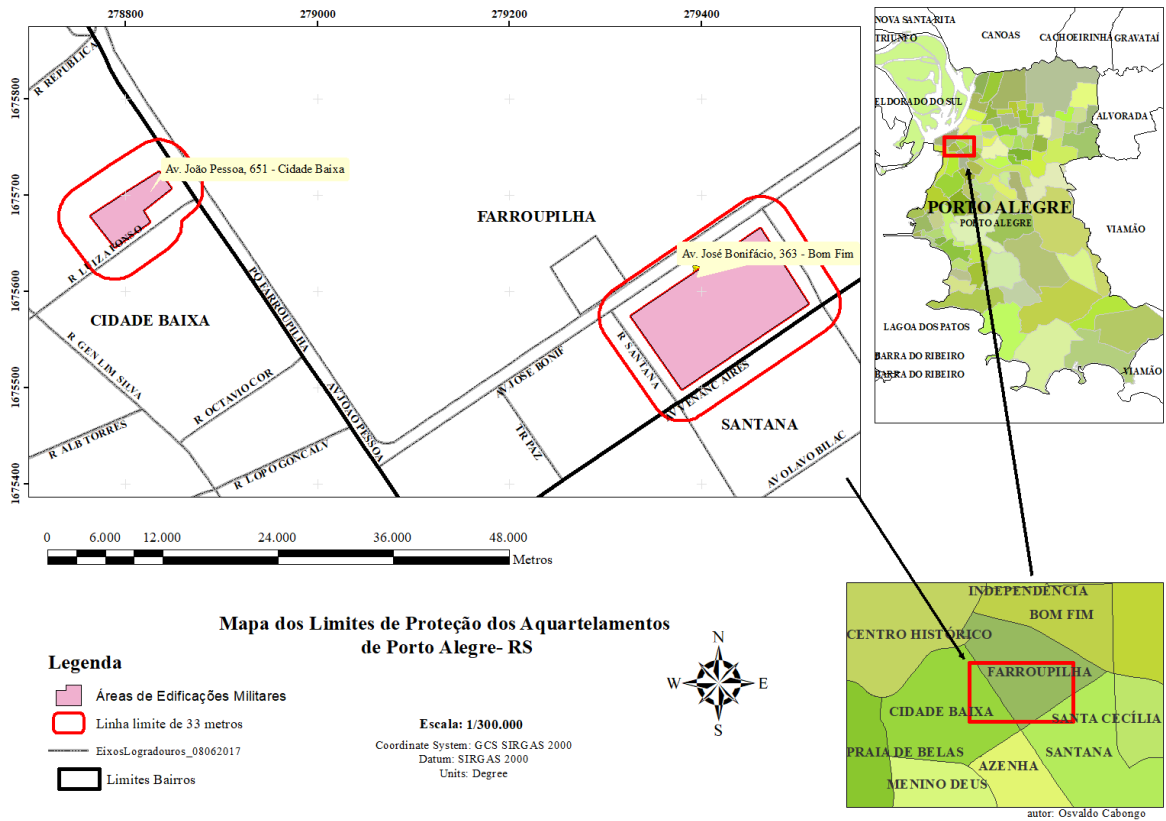 278800
279000
279200
279400
1675800
1675700
1675600
1675500
1675400
R REPUBLICA
Av. João Pessoa, 651 - Cidade Baixa
R LUIZ AFONSO
CIDADE BAIXA
PQ FARROUPILHA
R GEN LIM SILVA
R OCTAVIO COR
R ALB TORRES
R LOPO GONCALV
AV JOAO PESSOA
FARROUPILHA
Av. José Bonifácio, 363 - Bom Fim
AV JOSE BONIF
R SANTANA
AV VENANC AIRES
TR PAZ
SANTANA
AV OLAVO BILAC
NOVA SANTA RITA
TRIUNFO
CANOAS
CACHOEIRINHA
GRAVATAÍ
ELDORADO DO SUL
ALVORADA
PORTO ALEGRE
PORTO ALEGRE
VIAMÃO
LAGOA DOS PATOS
BARRA DO RIBEIRO
BARRA DO RIBEIRO
VIAMÃO
0 6.000 12.000 24.000 36.000 48.000
Metros
Mapa dos Limites de Proteção dos Aquartelamentos
de Porto Alegre- RS
Legenda
Áreas de Edificações Militares
Linha limite de 33 metros
EixosLogradouros_08062017
Limites Bairros
Escala: 1/300.000
Coordinate System: GCS SIRGAS 2000
Datum: SIRGAS 2000
Units: Degree
N
W
E
S
INDEPENDÊNCIA
BOM FIM
CENTRO HISTÓRICO
FARROUPILHA
CIDADE BAIXA
SANTA CECÍLIA
PRAIA DE BELAS
SANTANA
AZENHA
MENINO DEUS
autor: Osvaldo Cabongo